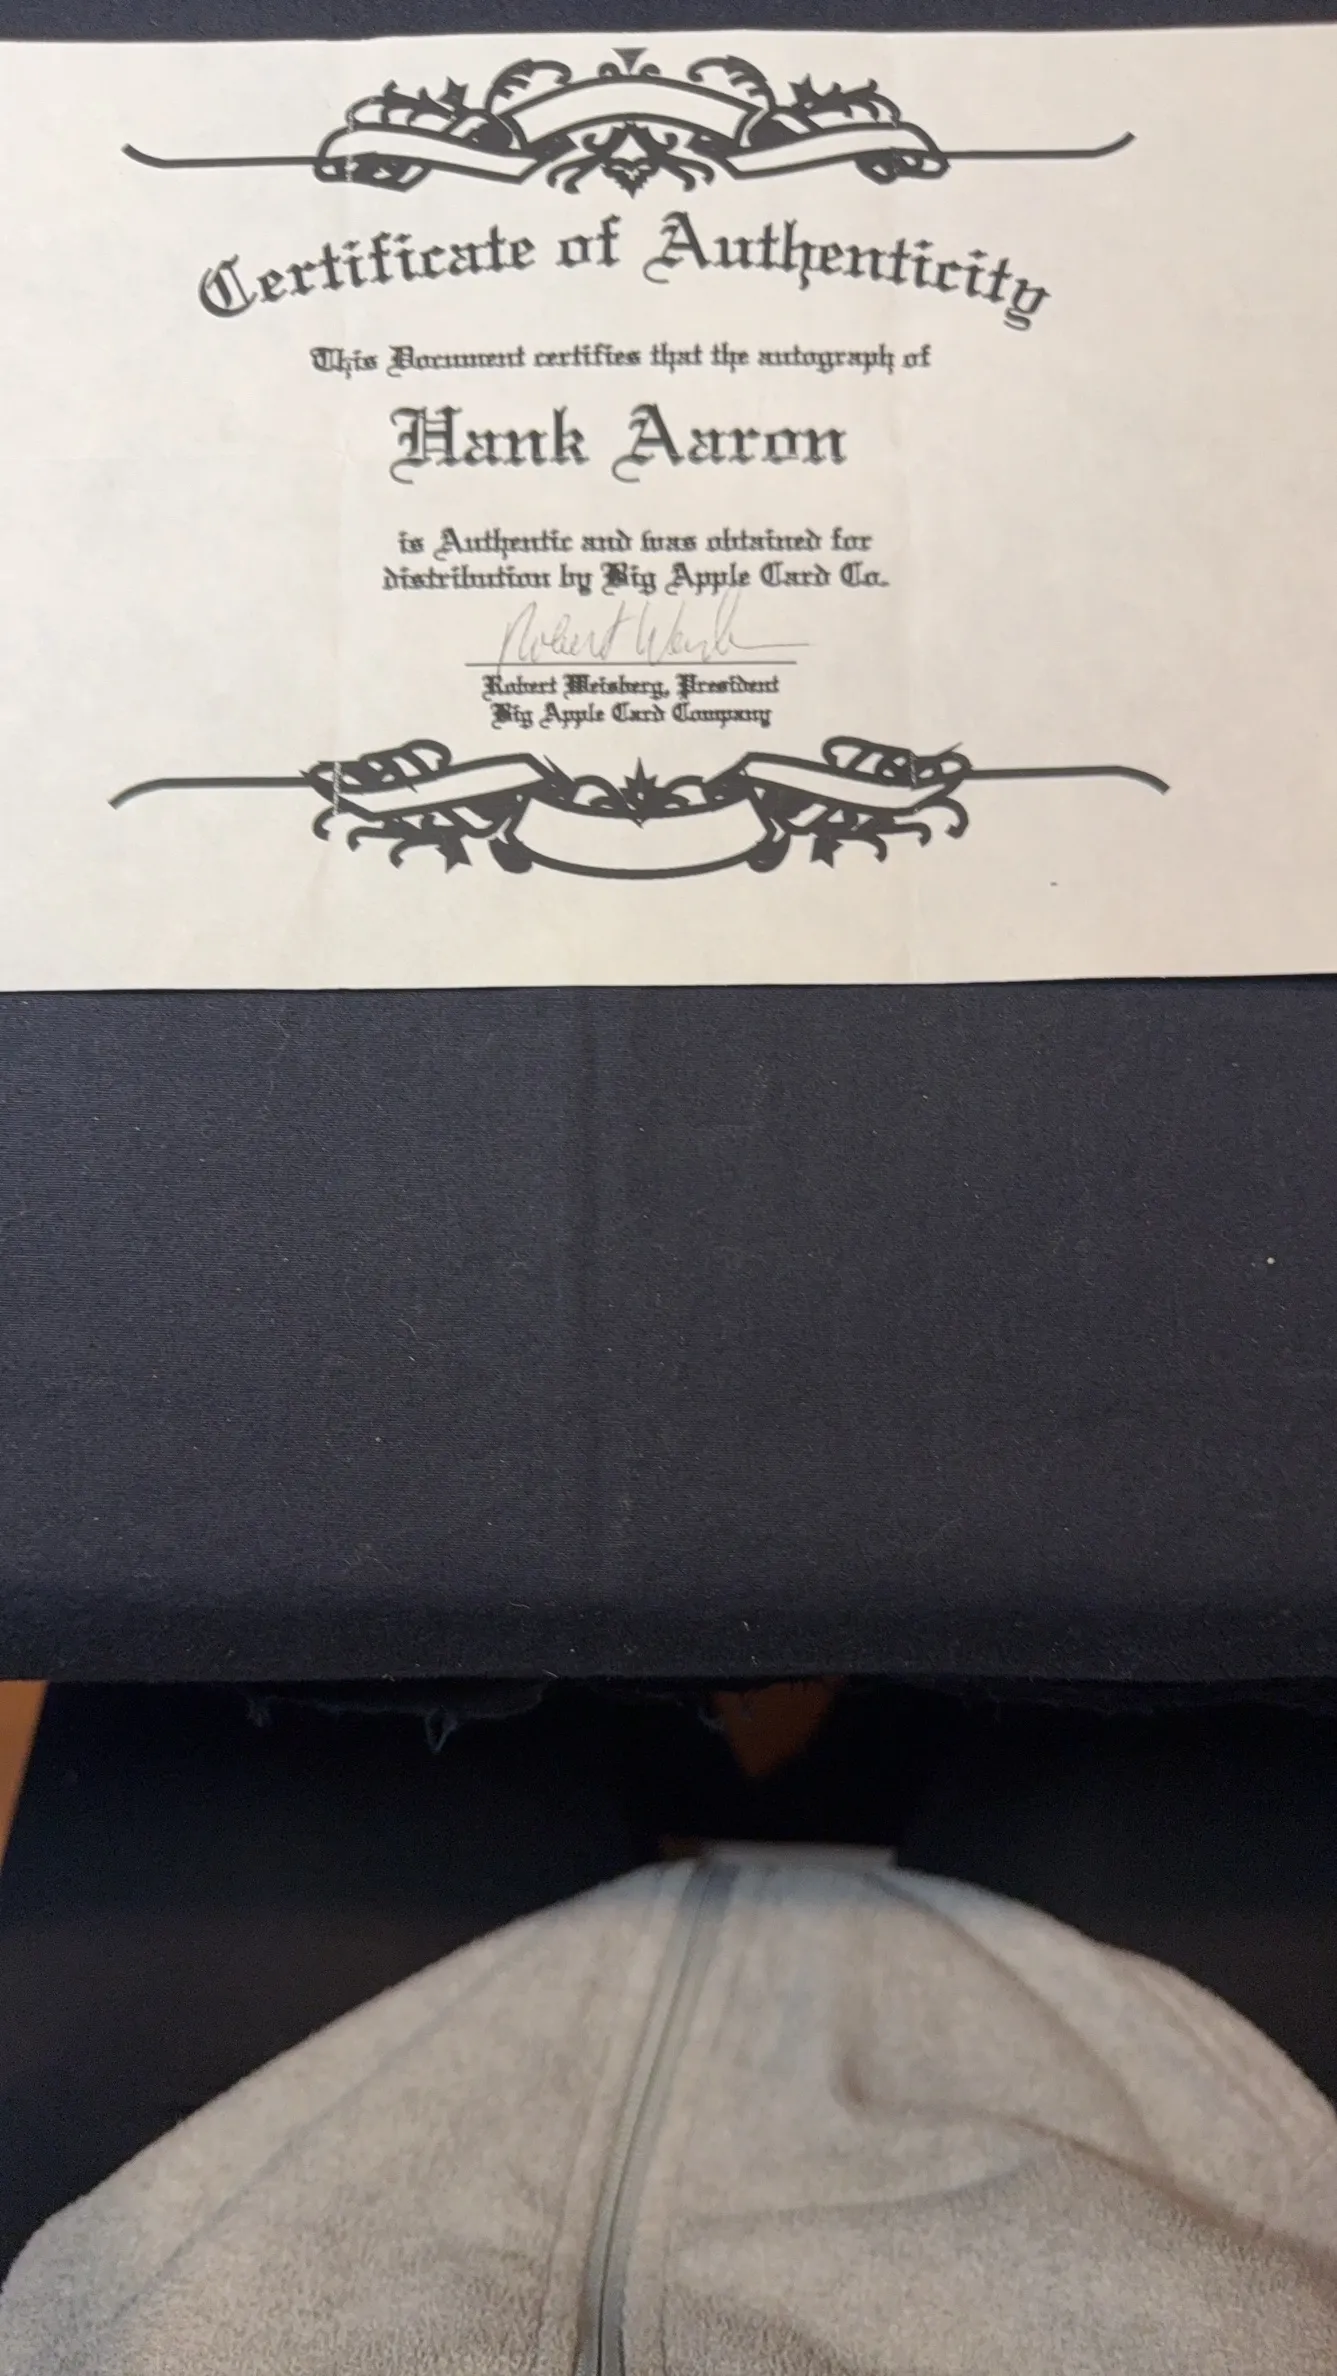 Certificate of Authenticity
This Document certifies that the autograph of
Hank Aaron
is Authentic and was obtained for
distribution by Big Apple Card Co.
Robert Weisberg, President
Big Apple Card Company